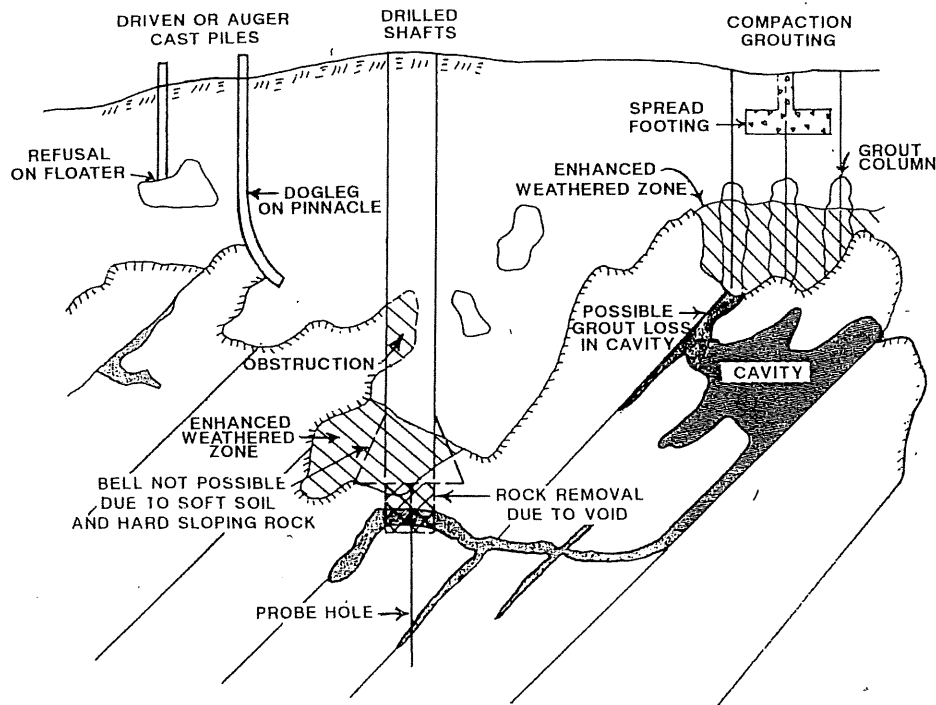 DRIVEN OR AUGER
CAST PILES
DRILLED
SHAFTS
COMPACTION
GROUTING
SPREAD
FOOTING
GROUT
COLUMN
REFUSAL
ON FLOATER
ENHANCED
WEATHERED ZONE
DOGLEG
ON PINNACLE
POSSIBLE
GROUT LOSS
IN CAVITY
OBSTRUCTION
CAVITY
ENHANCED
WEATHERED
ZONE
BELL NOT POSSIBLE
DUE TO SOFT SOIL
AND HARD SLOPING ROCK
ROCK REMOVAL
DUE TO VOID
PROBE HOLE